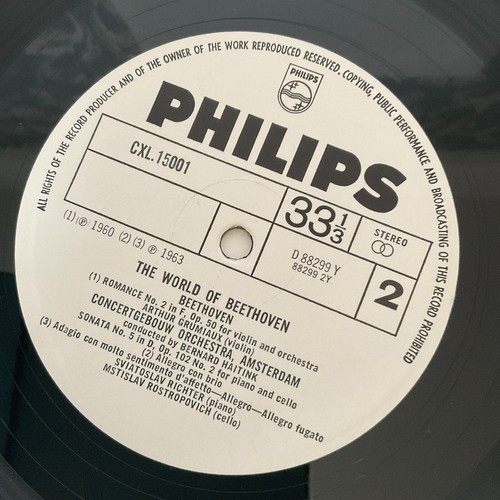 ALL RIGHTS OF THE RECORD PRODUCER AND OF THE OWNER OF THE WORK REPRODUCED RESERVED, COPYING, PUBLIC PERFORMANCE AND BROADCASTING OF THIS RECORD PROHIBITED
PHILIPS
PHILIPS
CXL.15001
33 1/3
STEREO
(1) ℗ 1960 (2)(3) ℗ 1963
D 88299 Y
88299 2Y
2
THE WORLD OF BEETHOVEN
BEETHOVEN
(1) ROMANCE No. 2 in F, Op. 50 for violin and orchestra
ARTHUR GRUMIAUX (violin)
CONCERTGEBOUW ORCHESTRA, AMSTERDAM
conducted by BERNARD HAITINK
SONATA No. 5 in D, Op. 102 No. 2 for piano and cello
(2) Allegro con brio
(3) Adagio con molto sentimento d'affetto—Allegro—Allegro fugato
SVIATOSLAV RICHTER (piano)
MSTISLAV ROSTROPOVICH (cello)